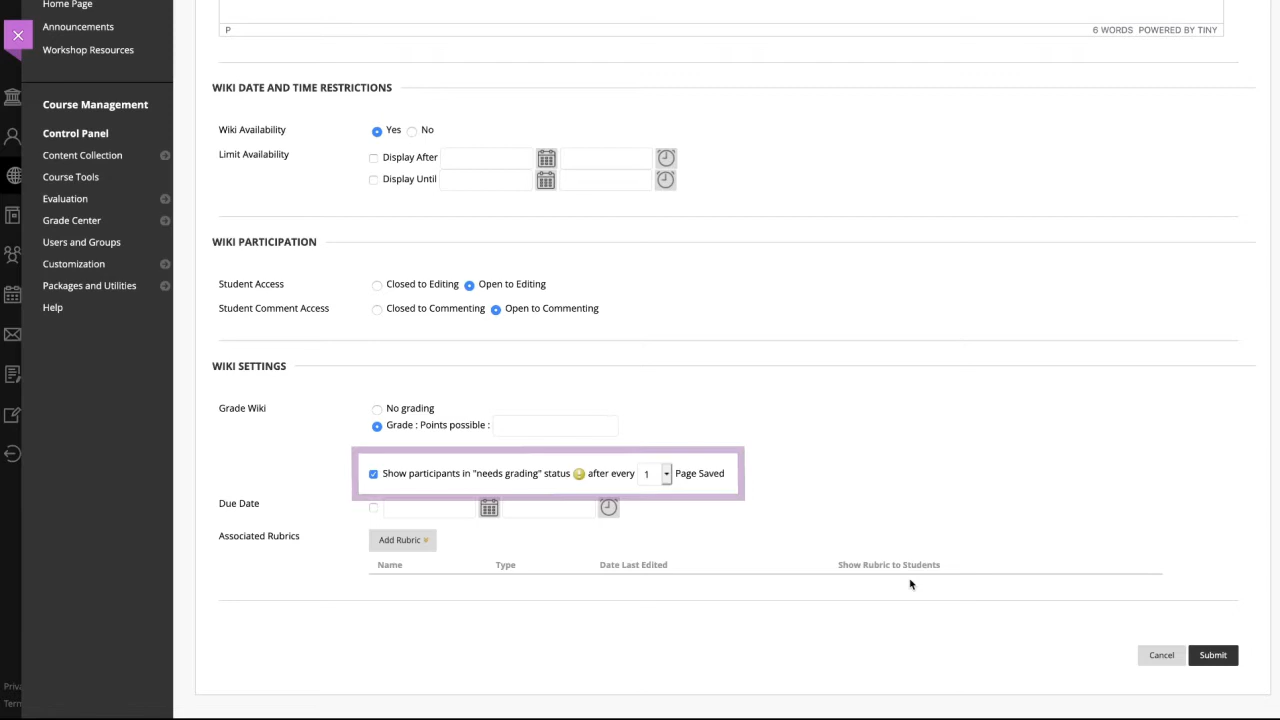 Home Page
Announcements
Workshop Resources
Course Management
Control Panel
Content Collection
Course Tools
Evaluation
Grade Center
Users and Groups
Customization
Packages and Utilities
Help
P 6 WORDS POWERED BY TINY
WIKI DATE AND TIME RESTRICTIONS
Wiki Availability Yes No
Limit Availability Display After
Display Until
WIKI PARTICIPATION
Student Access Closed to Editing Open to Editing
Student Comment Access Closed to Commenting Open to Commenting
WIKI SETTINGS
Grade Wiki No grading
Grade : Points possible :
Show participants in "needs grading" status after every 1 Page Saved
Due Date
Associated Rubrics Add Rubric
Name Type Date Last Edited Show Rubric to Students
Cancel Submit